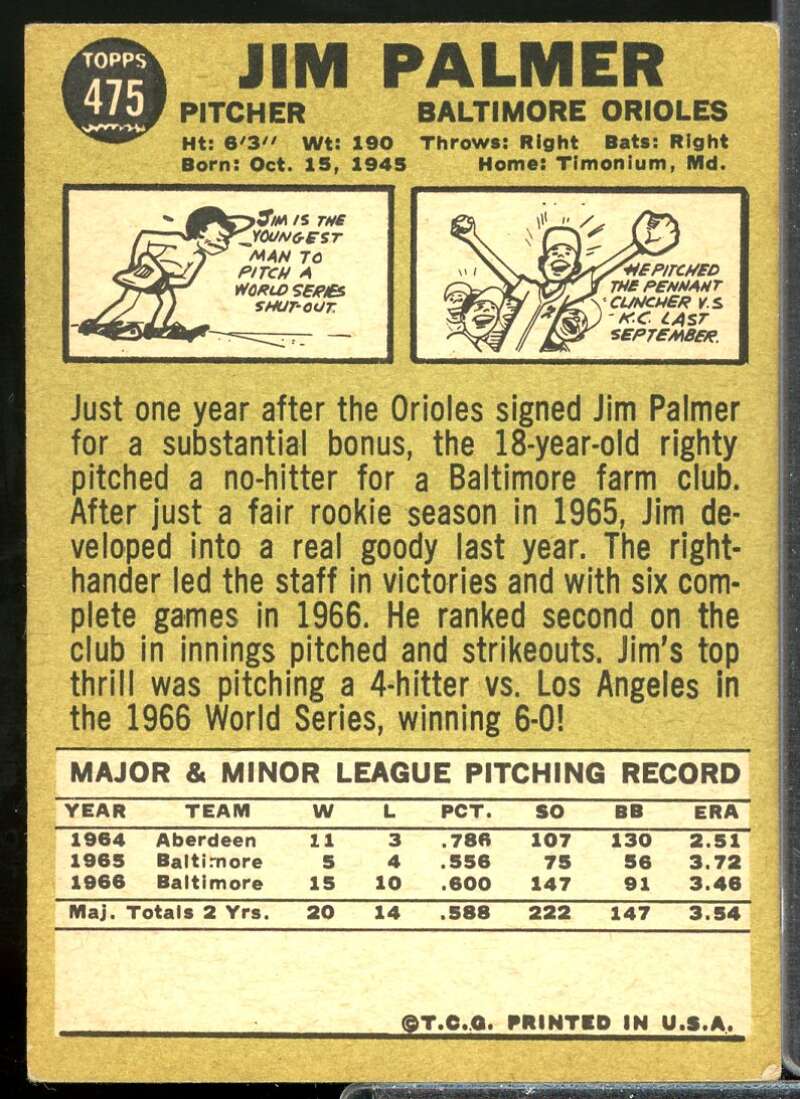 TOPPS
475
JIM PALMER
PITCHER BALTIMORE ORIOLES
Ht: 6'3" Wt: 190 Throws: Right Bats: Right
Born: Oct. 15, 1945 Home: Timonium, Md.
JIM IS THE
YOUNGEST
MAN TO
PITCH A
WORLD SERIES
SHUT-OUT.
HE PITCHED
THE PENNANT
CLINCHER V.S
K.C. LAST
SEPTEMBER.
Just one year after the Orioles signed Jim Palmer
for a substantial bonus, the 18-year-old righty
pitched a no-hitter for a Baltimore farm club.
After just a fair rookie season in 1965, Jim de-
veloped into a real goody last year. The right-
hander led the staff in victories and with six com-
plete games in 1966. He ranked second on the
club in innings pitched and strikeouts. Jim's top
thrill was pitching a 4-hitter vs. Los Angeles in
the 1966 World Series, winning 6-0!
MAJOR & MINOR LEAGUE PITCHING RECORD
YEAR TEAM W L PCT. SO BB ERA
1964 Aberdeen 11 3 .786 107 130 2.51
1965 Baltimore 5 4 .556 75 56 3.72
1966 Baltimore 15 10 .600 147 91 3.46
Maj. Totals 2 Yrs. 20 14 .588 222 147 3.54
©T.C.G. PRINTED IN U.S.A.